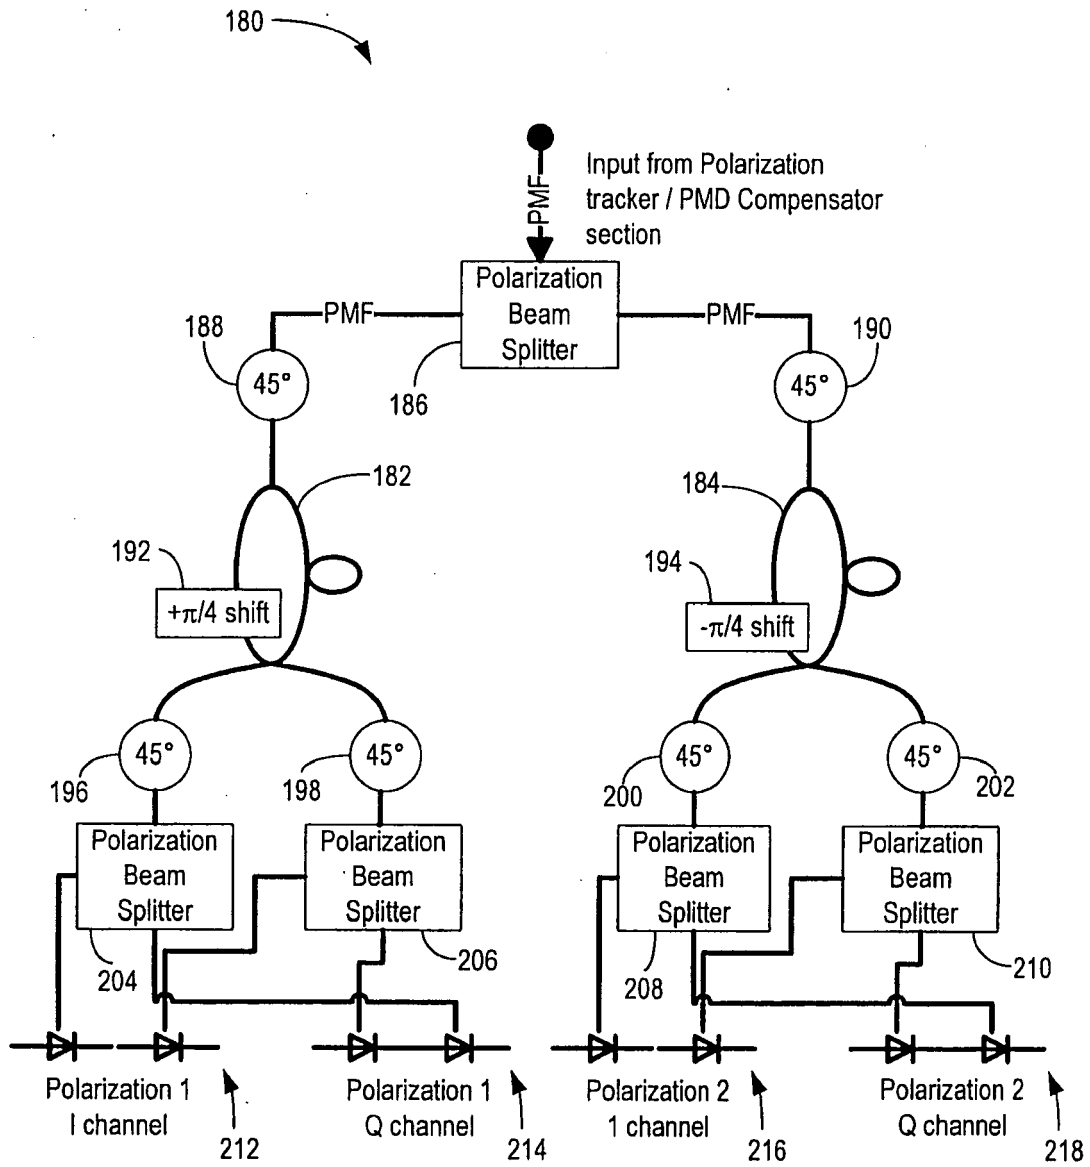 180
Input from Polarization
tracker / PMD Compensator
section
PMF
Polarization
Beam
Splitter
PMF
PMF
188
190
186
45°
45°
182
184
192
194
+π/4 shift
-π/4 shift
45°
45°
45°
45°
196
198
200
202
Polarization
Beam
Splitter
Polarization
Beam
Splitter
Polarization
Beam
Splitter
Polarization
Beam
Splitter
204
206
208
210
Polarization 1
I channel
Polarization 1
Q channel
Polarization 2
1 channel
Polarization 2
Q channel
212
214
216
218